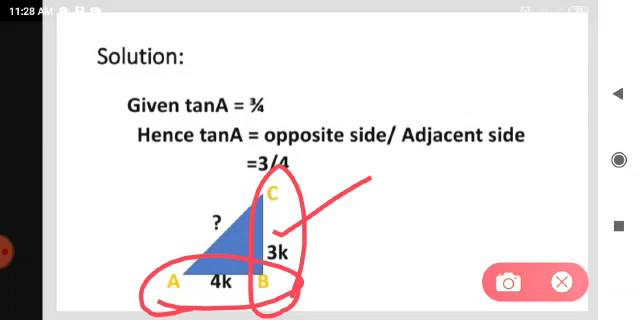 11:28 AM
Solution:
Given tanA = ¾
Hence tanA = opposite side/ Adjacent side
=3/4
C
?
3k
A 4k B